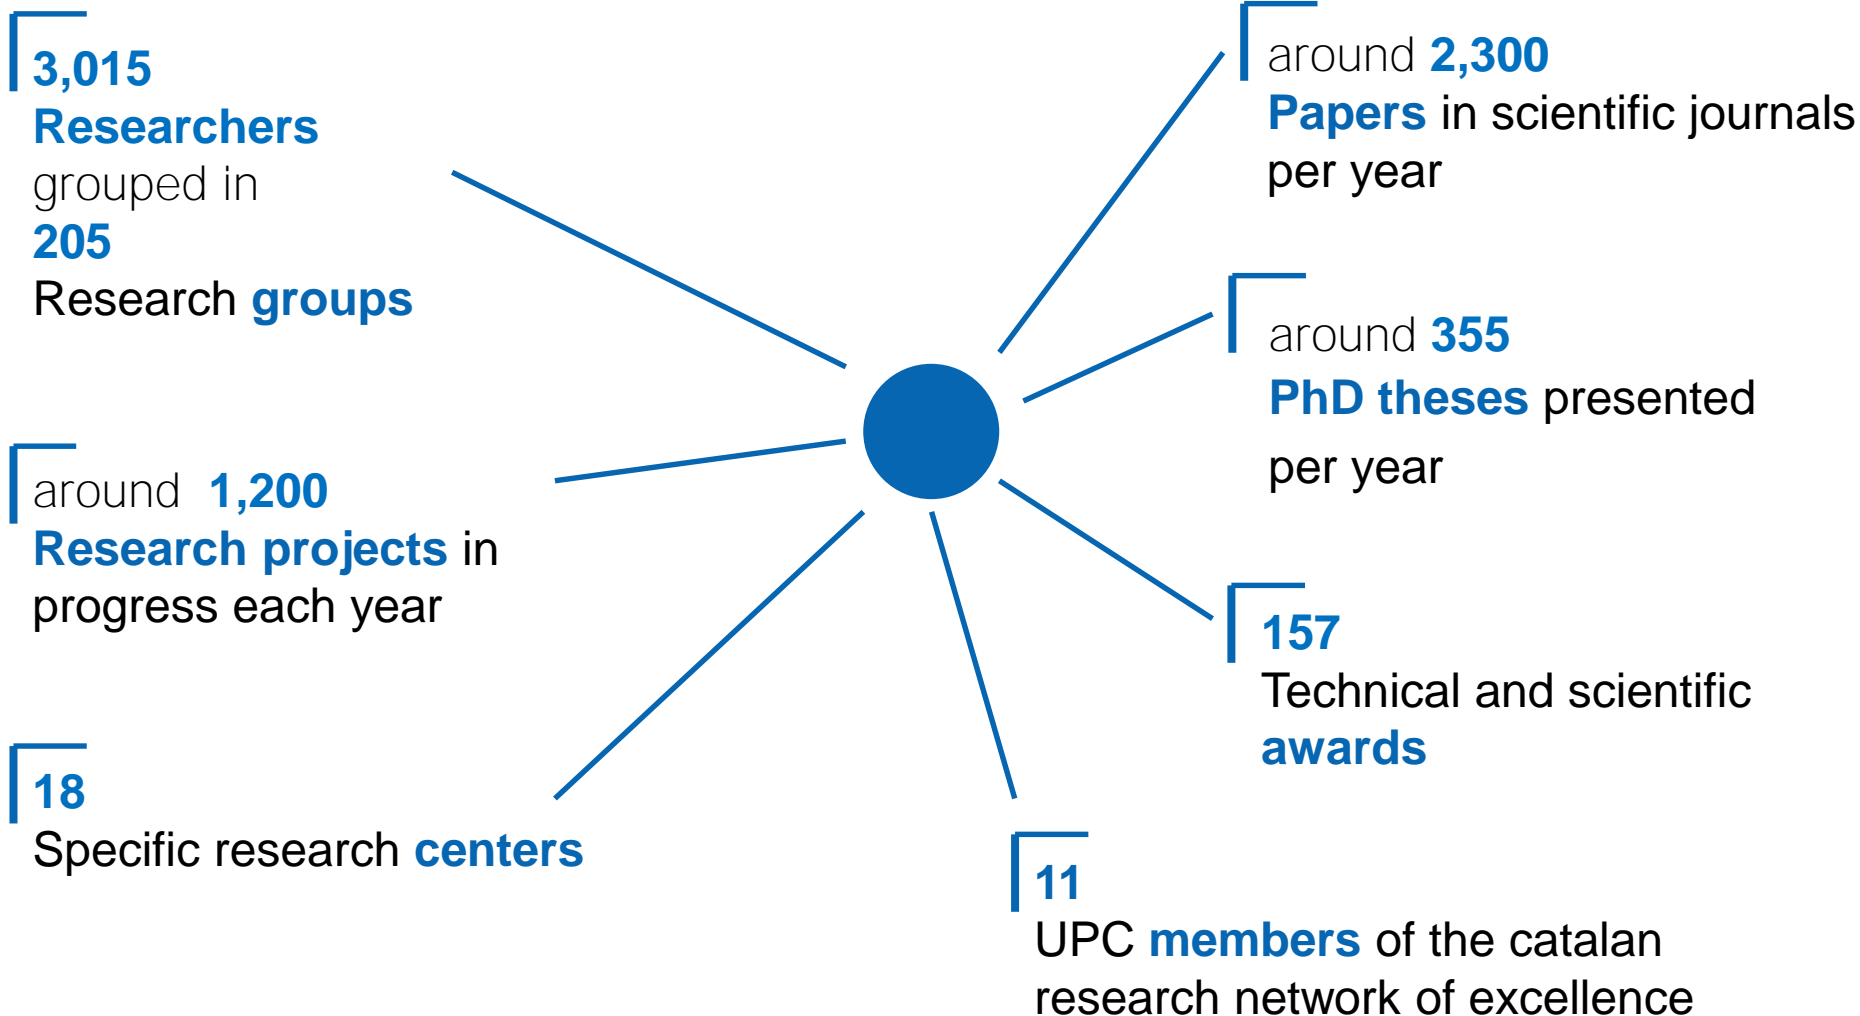 3,015
Researchers
grouped in
205
Research groups
around 1,200
Research projects in
progress each year
18
Specific research centers
around 2,300
Papers in scientific journals
per year
around 355
PhD theses presented
per year
157
Technical and scientific
awards
11
UPC members of the catalan
research network of excellence